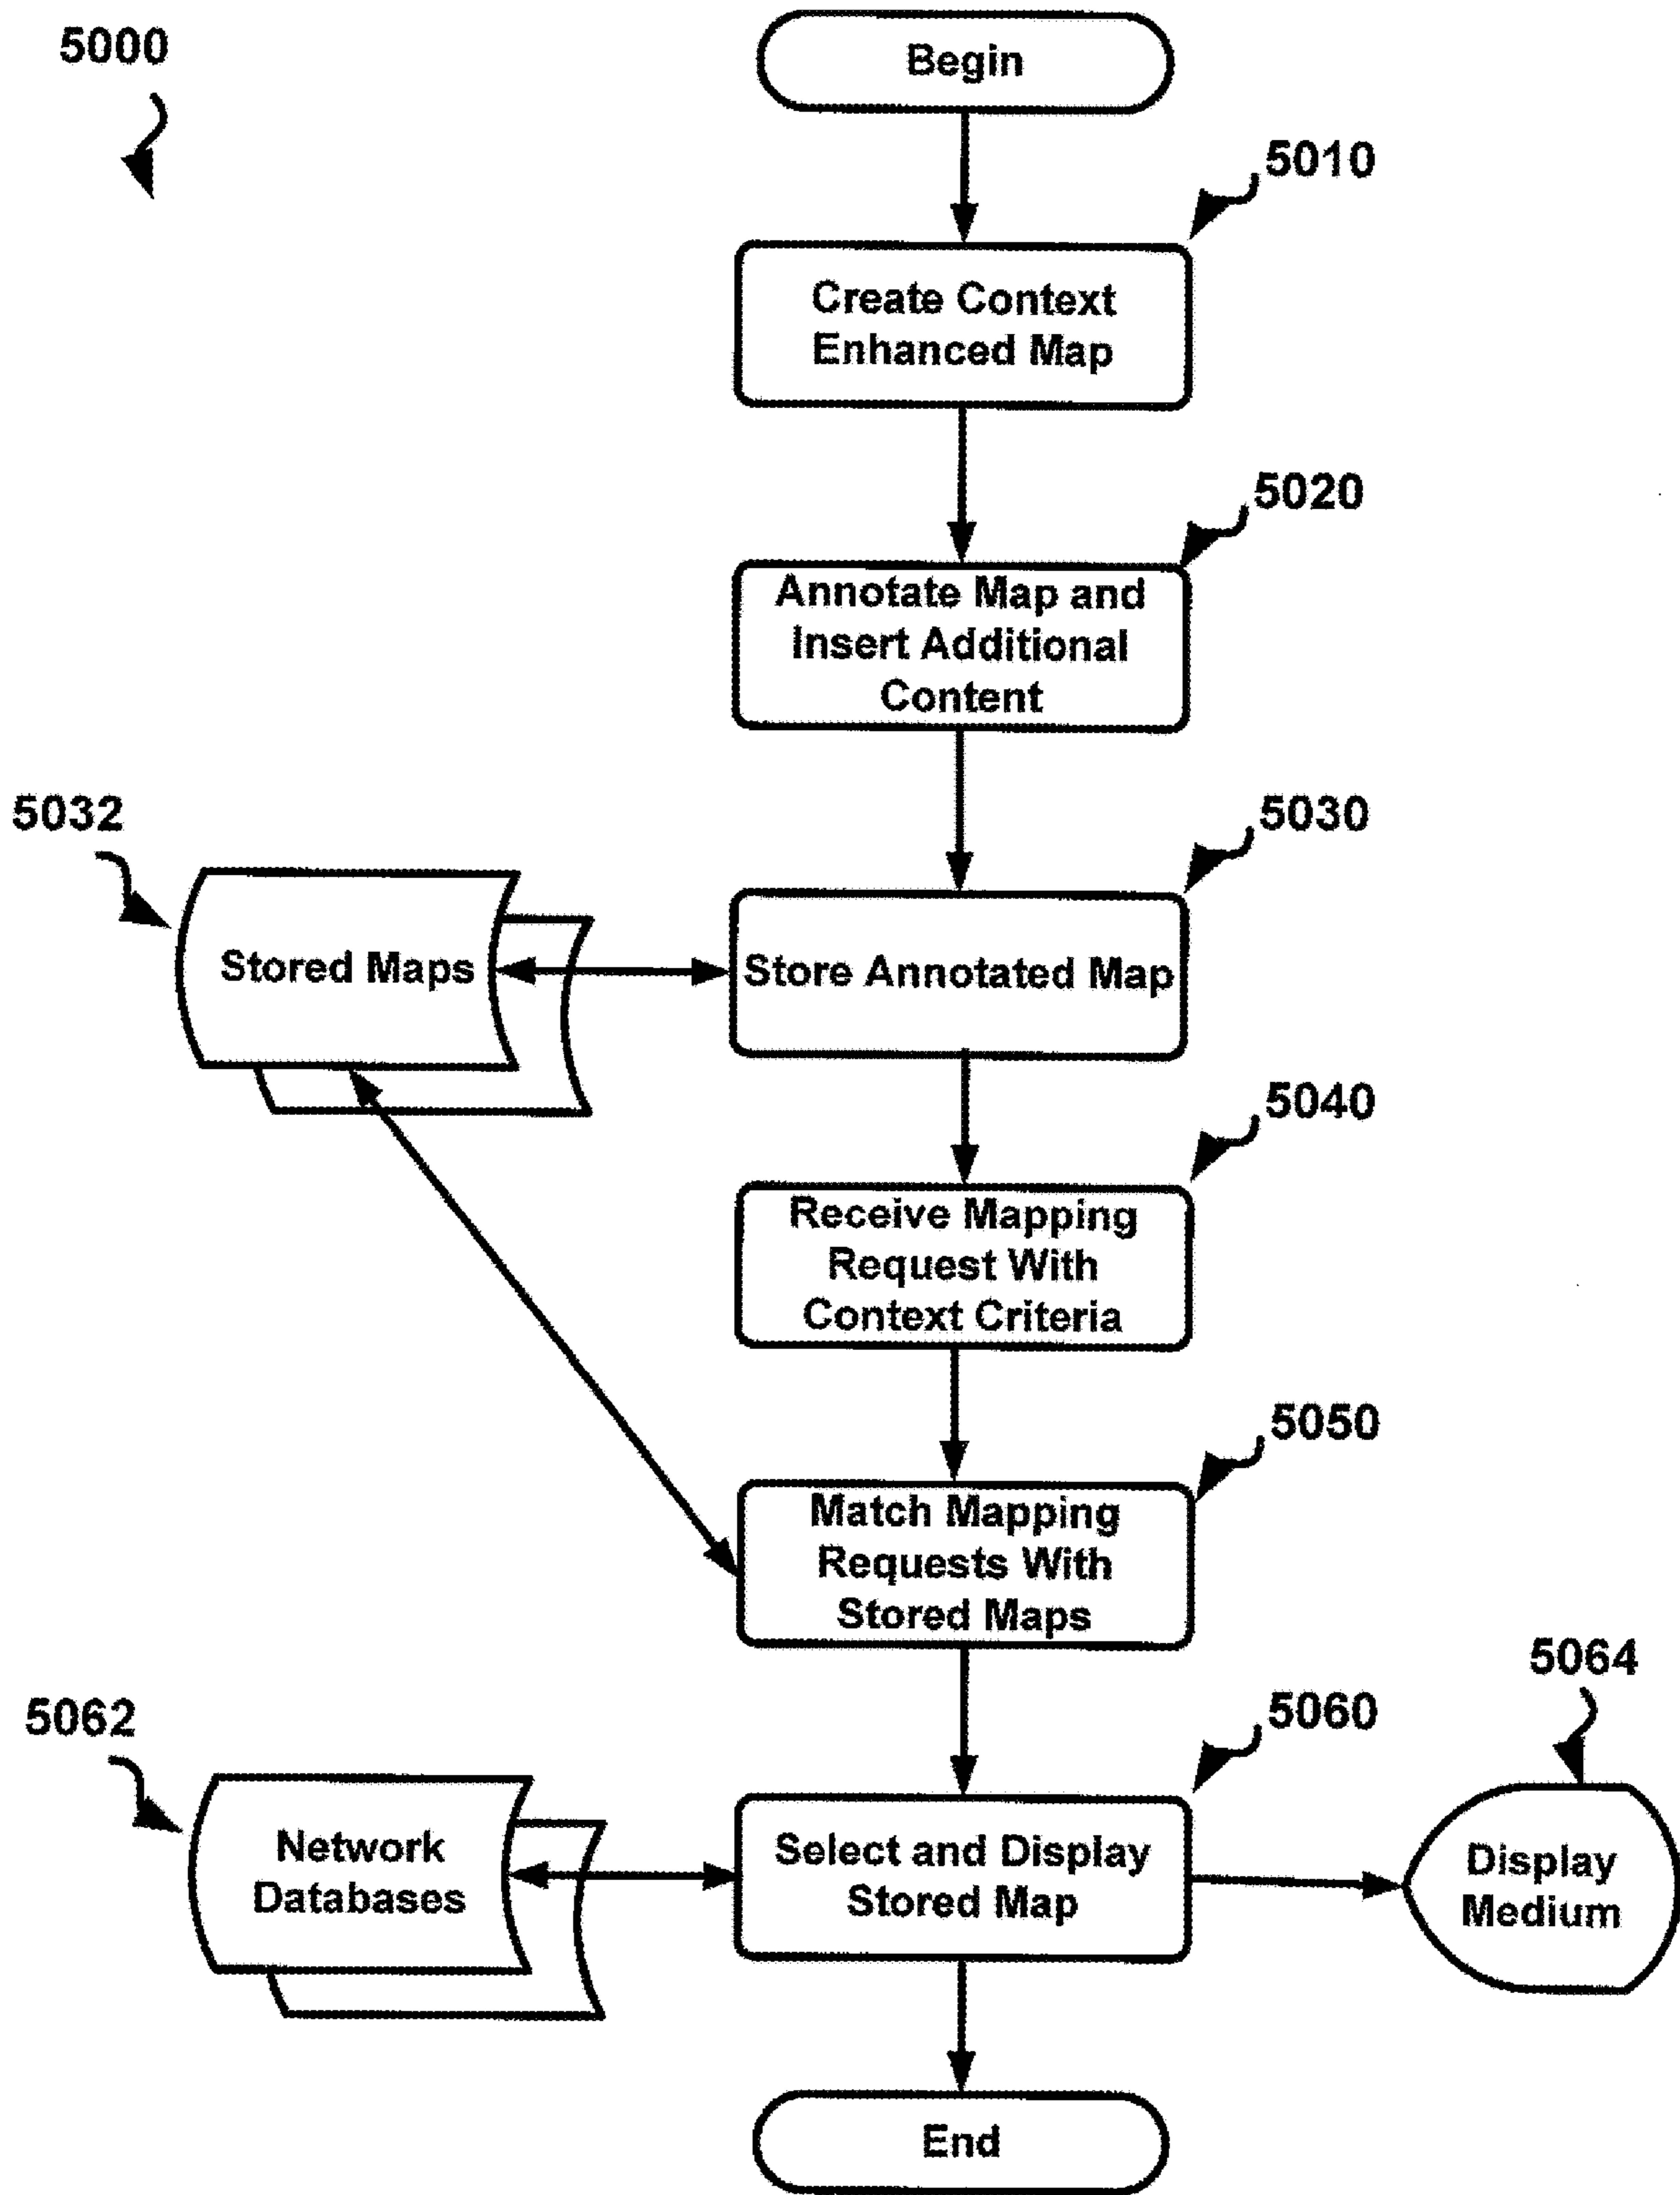 5000
Begin
5010
Create Context
Enhanced Map
5020
Annotate Map and
Insert Additional
Content
5032
5030
Stored Maps
Store Annotated Map
5040
Receive Mapping
Request With
Context Criteria
5050
Match Mapping
Requests With
Stored Maps
5064
5062
5060
Network
Databases
Select and Display
Stored Map
Display
Medium
End